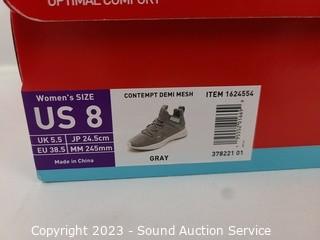 OPTIMAL COMFORT
Women's SIZE
US 8
UK 5.5 JP 24.5cm
EU 38.5 MM 245mm
Made in China
CONTEMPT DEMI MESH
ITEM 1624554
GRAY
378221 01
Copyright ~ 2023 - Sound Auction Service